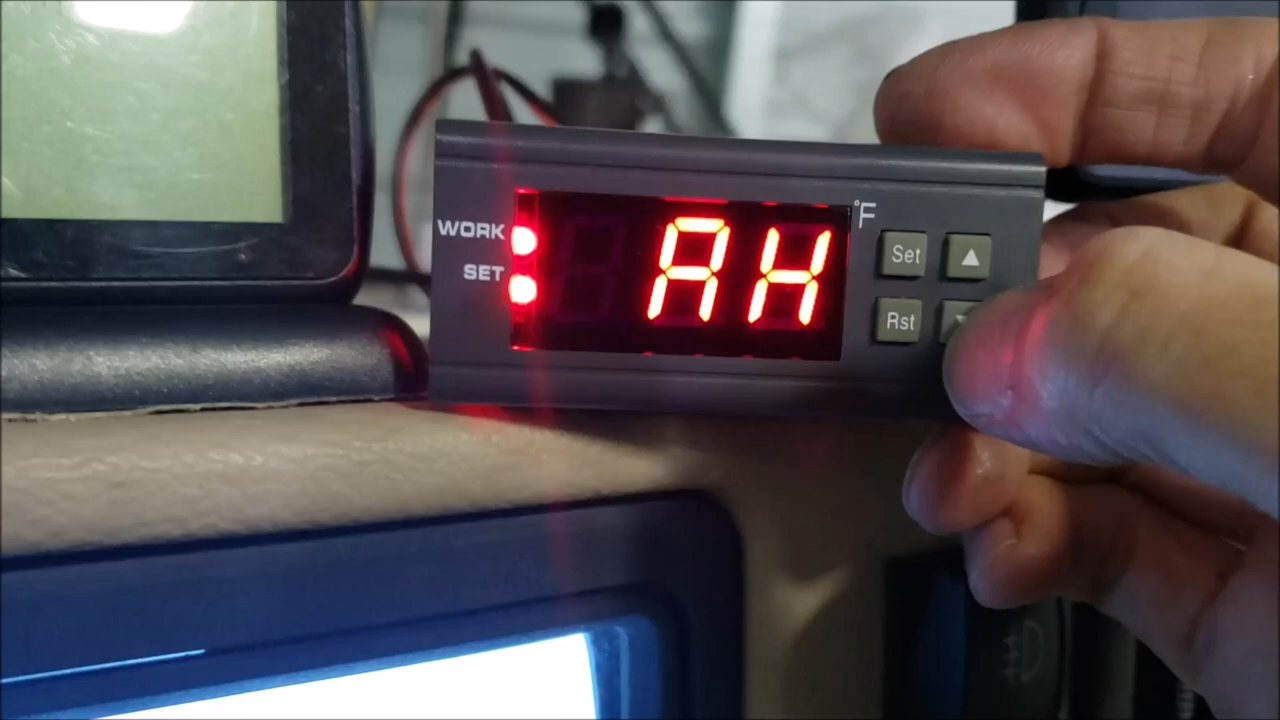 °F
WORK
AH
Set ▲
SET
Rst